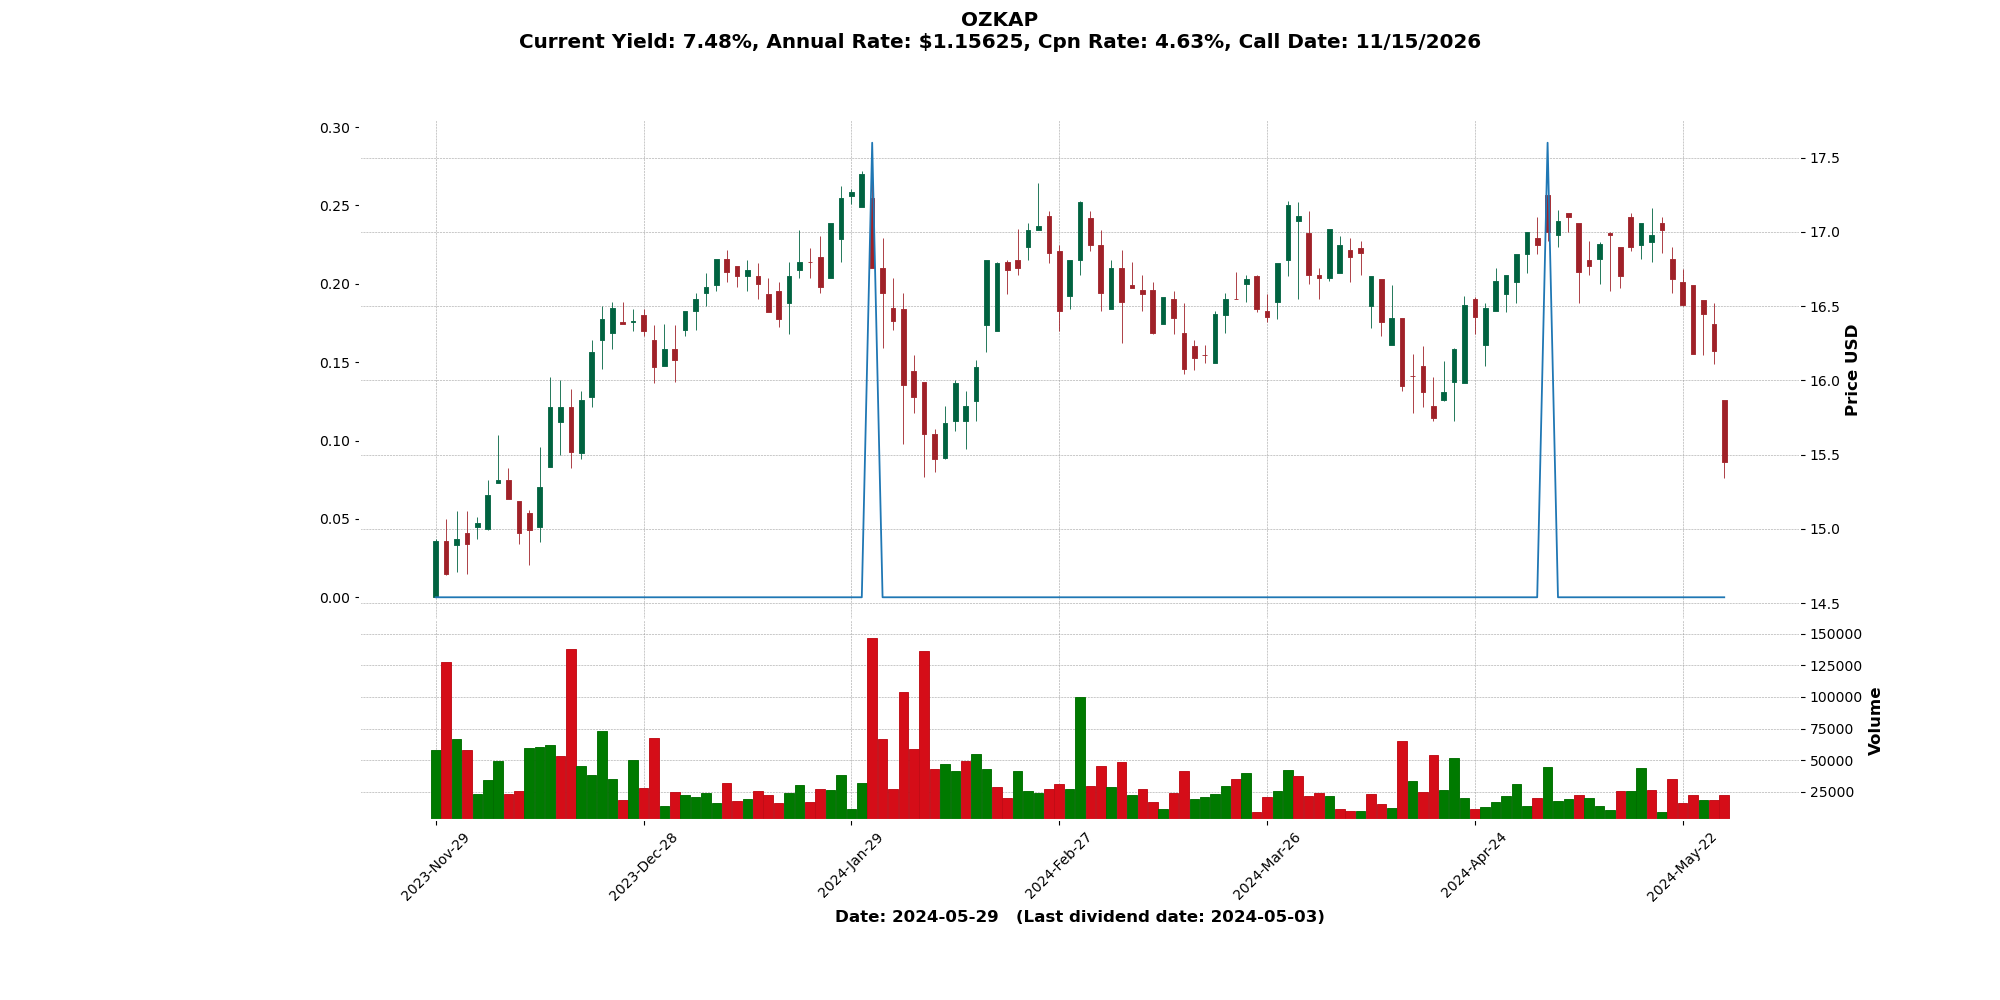 OZKAP
Current Yield: 7.48%, Annual Rate: $1.15625, Cpn Rate: 4.63%, Call Date: 11/15/2026
0.30
0.25
0.20
0.15
0.10
0.05
0.00
17.5
17.0
16.5
16.0
15.5
15.0
14.5
Price USD
150000
125000
100000
75000
50000
25000
Volume
2023-Nov-29
2023-Dec-28
2024-Jan-29
2024-Feb-27
2024-Mar-26
2024-Apr-24
2024-May-22
Date: 2024-05-29 (Last dividend date: 2024-05-03)